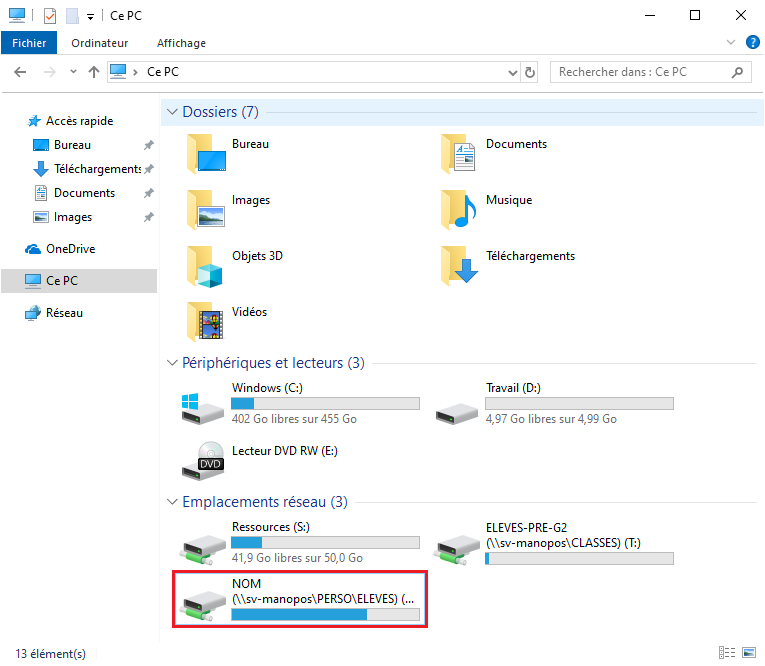 Ce PC
Fichier
Ordinateur
Affichage
?
Ce PC
Rechercher dans : Ce PC
Accès rapide
Bureau
Téléchargements
Documents
Images
OneDrive
Ce PC
Réseau
Dossiers (7)
Bureau
Documents
Images
Musique
Objets 3D
Téléchargements
Vidéos
Périphériques et lecteurs (3)
Windows (C:)
402 Go libres sur 455 Go
Travail (D:)
4,97 Go libres sur 4,99 Go
DVD
Lecteur DVD RW (E:)
Emplacements réseau (3)
Ressources (S:)
41,9 Go libres sur 50,0 Go
ELEVES-PRE-G2
(\\sv-manopos\CLASSES) (T:)
NOM
(\\sv-manopos\PERSO\ELEVES) (...
13 élément(s)